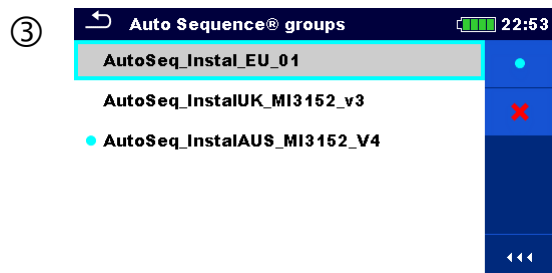 ③
Auto Sequence® groups 22:53
AutoSeq_Instal_EU_01
AutoSeq_InstalUK_MI3152_v3
AutoSeq_InstalAUS_MI3152_V4